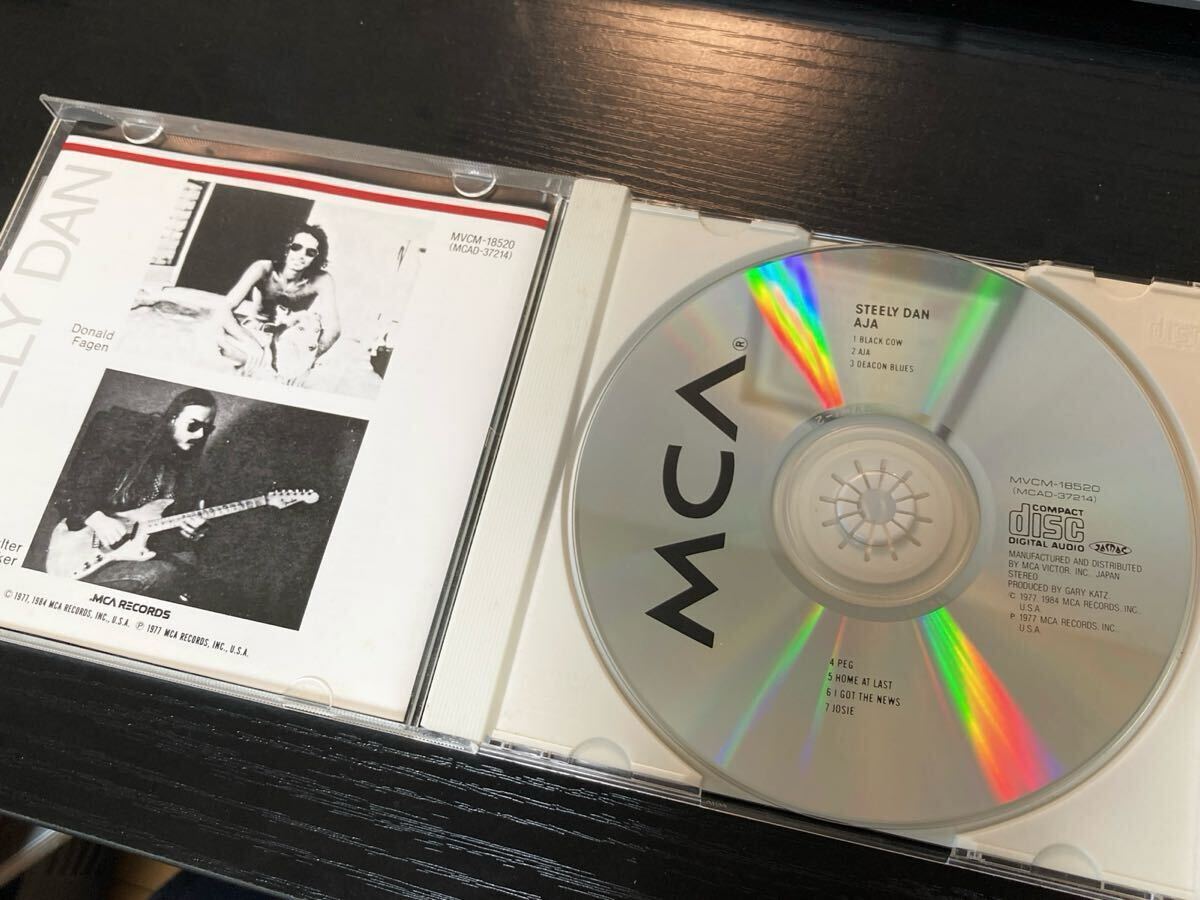 ELY DAN
MVCM-18520
(MCAD-37214)
Donald
Fagen
lter
ker
MCA RECORDS
© 1977, 1984 MCA RECORDS, INC., U.S.A. ℗ 1977 MCA RECORDS, INC., U.S.A.
MCA®
STEELY DAN
AJA
1 BLACK COW
2 AJA
3 DEACON BLUES
MVCM-18520
(MCAD-37214)
COMPACT
disc
DIGITAL AUDIO
JASRAC
MANUFACTURED AND DISTRIBUTED
BY MCA VICTOR, INC., JAPAN
STEREO
PRODUCED BY GARY KATZ.
© 1977, 1984 MCA RECORDS, INC.,
U.S.A.
℗ 1977 MCA RECORDS, INC.,
U.S.A.
4 PEG
5 HOME AT LAST
6 I GOT THE NEWS
7 JOSIE
disc